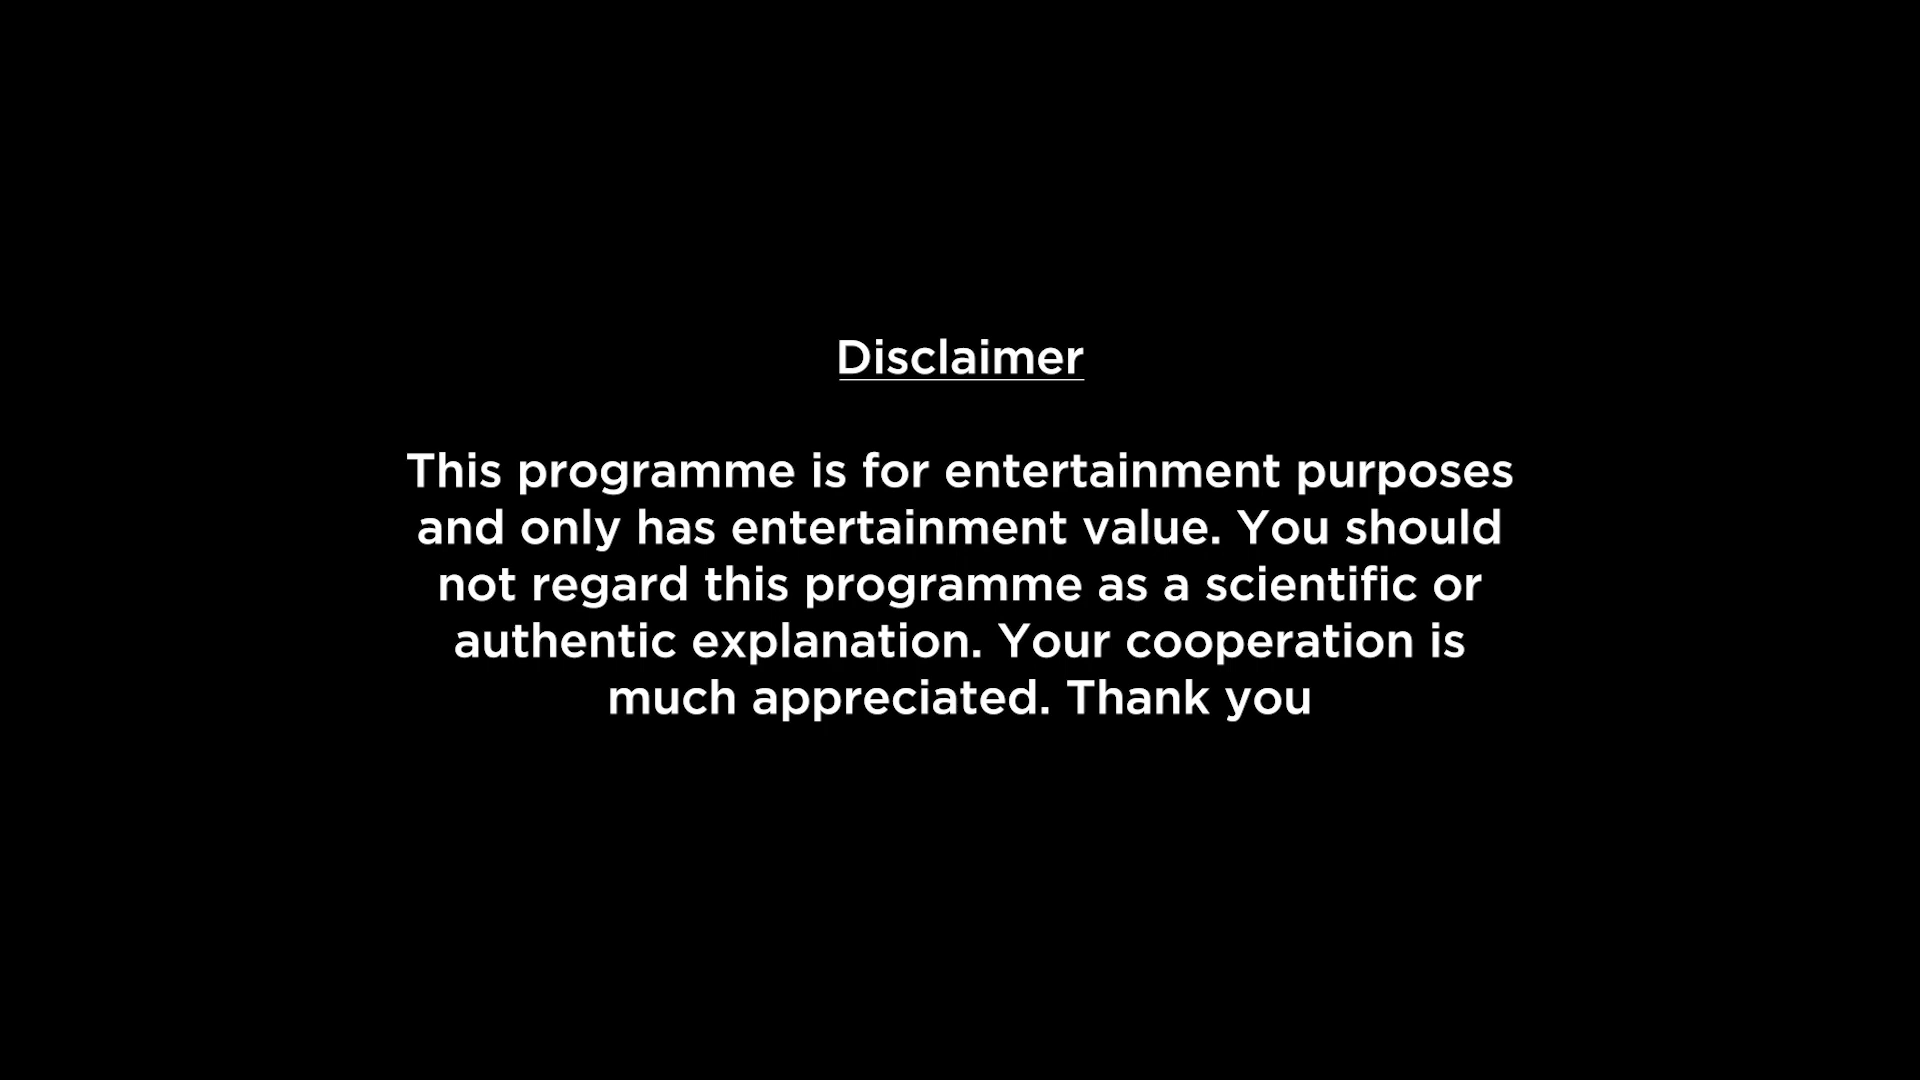 Disclaimer
This programme is for entertainment purposes
and only has entertainment value. You should
not regard this programme as a scientific or
authentic explanation. Your cooperation is
much appreciated. Thank you